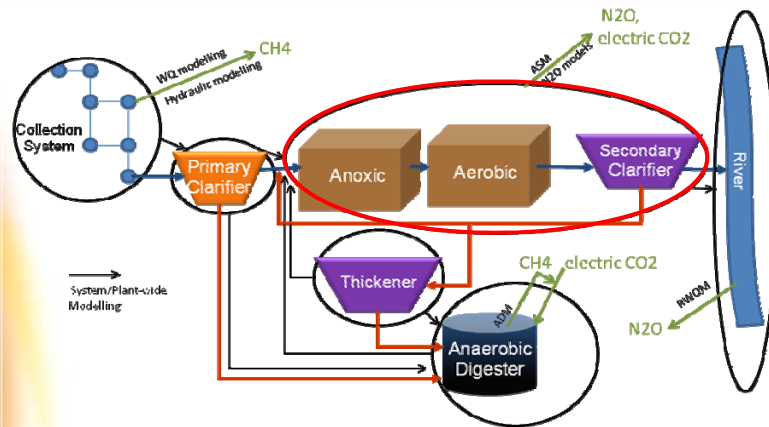 N2O,
electric CO2
CH4
WQ modelling
Hydraulic modelling
ASM
N2O models
Collection
System
Primary
Clarifier
Anoxic
Aerobic
Secondary
Clarifier
River
Thickener
CH4
electric CO2
System/Plant-wide
Modelling
ADM
RWQM
N2O
Anaerobic
Digester